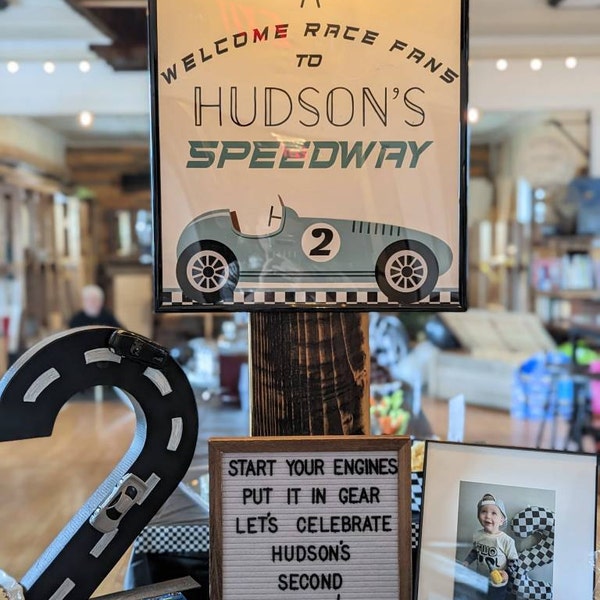 WELCOME RACE FANS
TO
HUDSON'S
SPEEDWAY
2
START YOUR ENGINES
PUT IT IN GEAR
LET'S CELEBRATE
HUDSON'S
SECOND